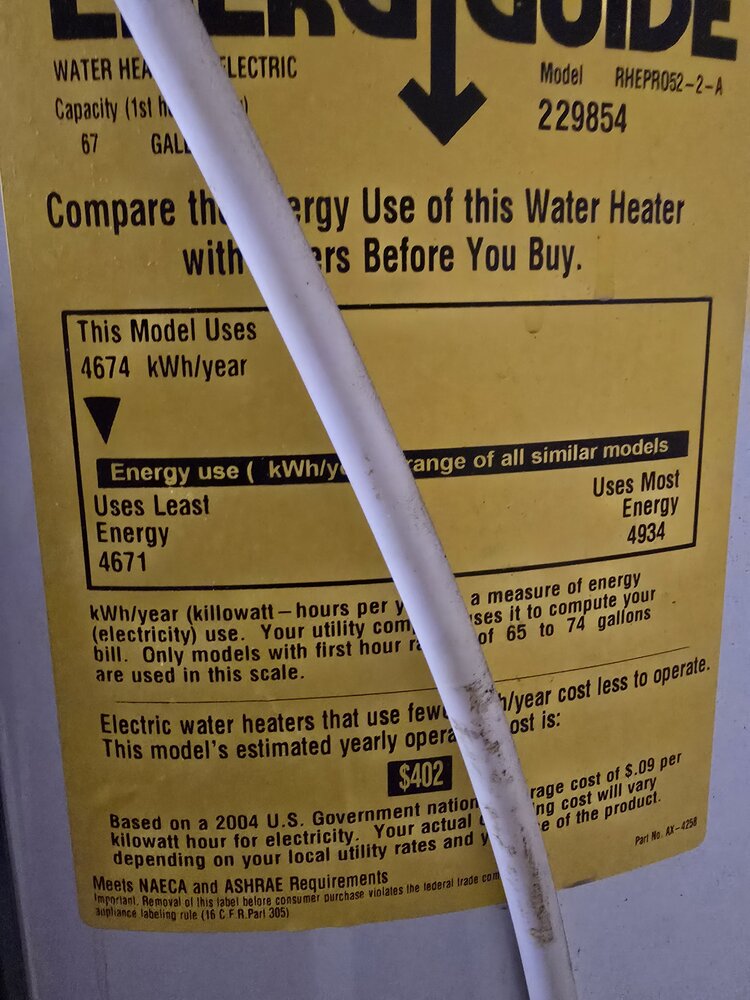 ENERGYGUIDE
WATER HEA ELECTRIC
Model RHEPRO52-2-A
Capacity (1st h
229854
67 GALL
Compare th ergy Use of this Water Heater
with ers Before You Buy.
This Model Uses
4674 kWh/year
Energy use ( kWh/y range of all similar models
Uses Least
Energy
4671
Uses Most
Energy
4934
kWh/year (killowatt-hours per y a measure of energy
(electricity) use. Your utility com uses it to compute your
bill. Only models with first hour ra of 65 to 74 gallons
are used in this scale.
Electric water heaters that use fewe h/year cost less to operate.
This model's estimated yearly opera ost is:
$402
Based on a 2004 U.S. Government nation rage cost of $.09 per
kilowatt hour for electricity. Your actual ng cost will vary
depending on your local utility rates and y e of the product.
Part No. AX-4258
Meets NAECA and ASHRAE Requirements
Important. Removal of this label before consumer purchase violates the federal trade com
appliance labeling rule (16 C F R.Part 305)